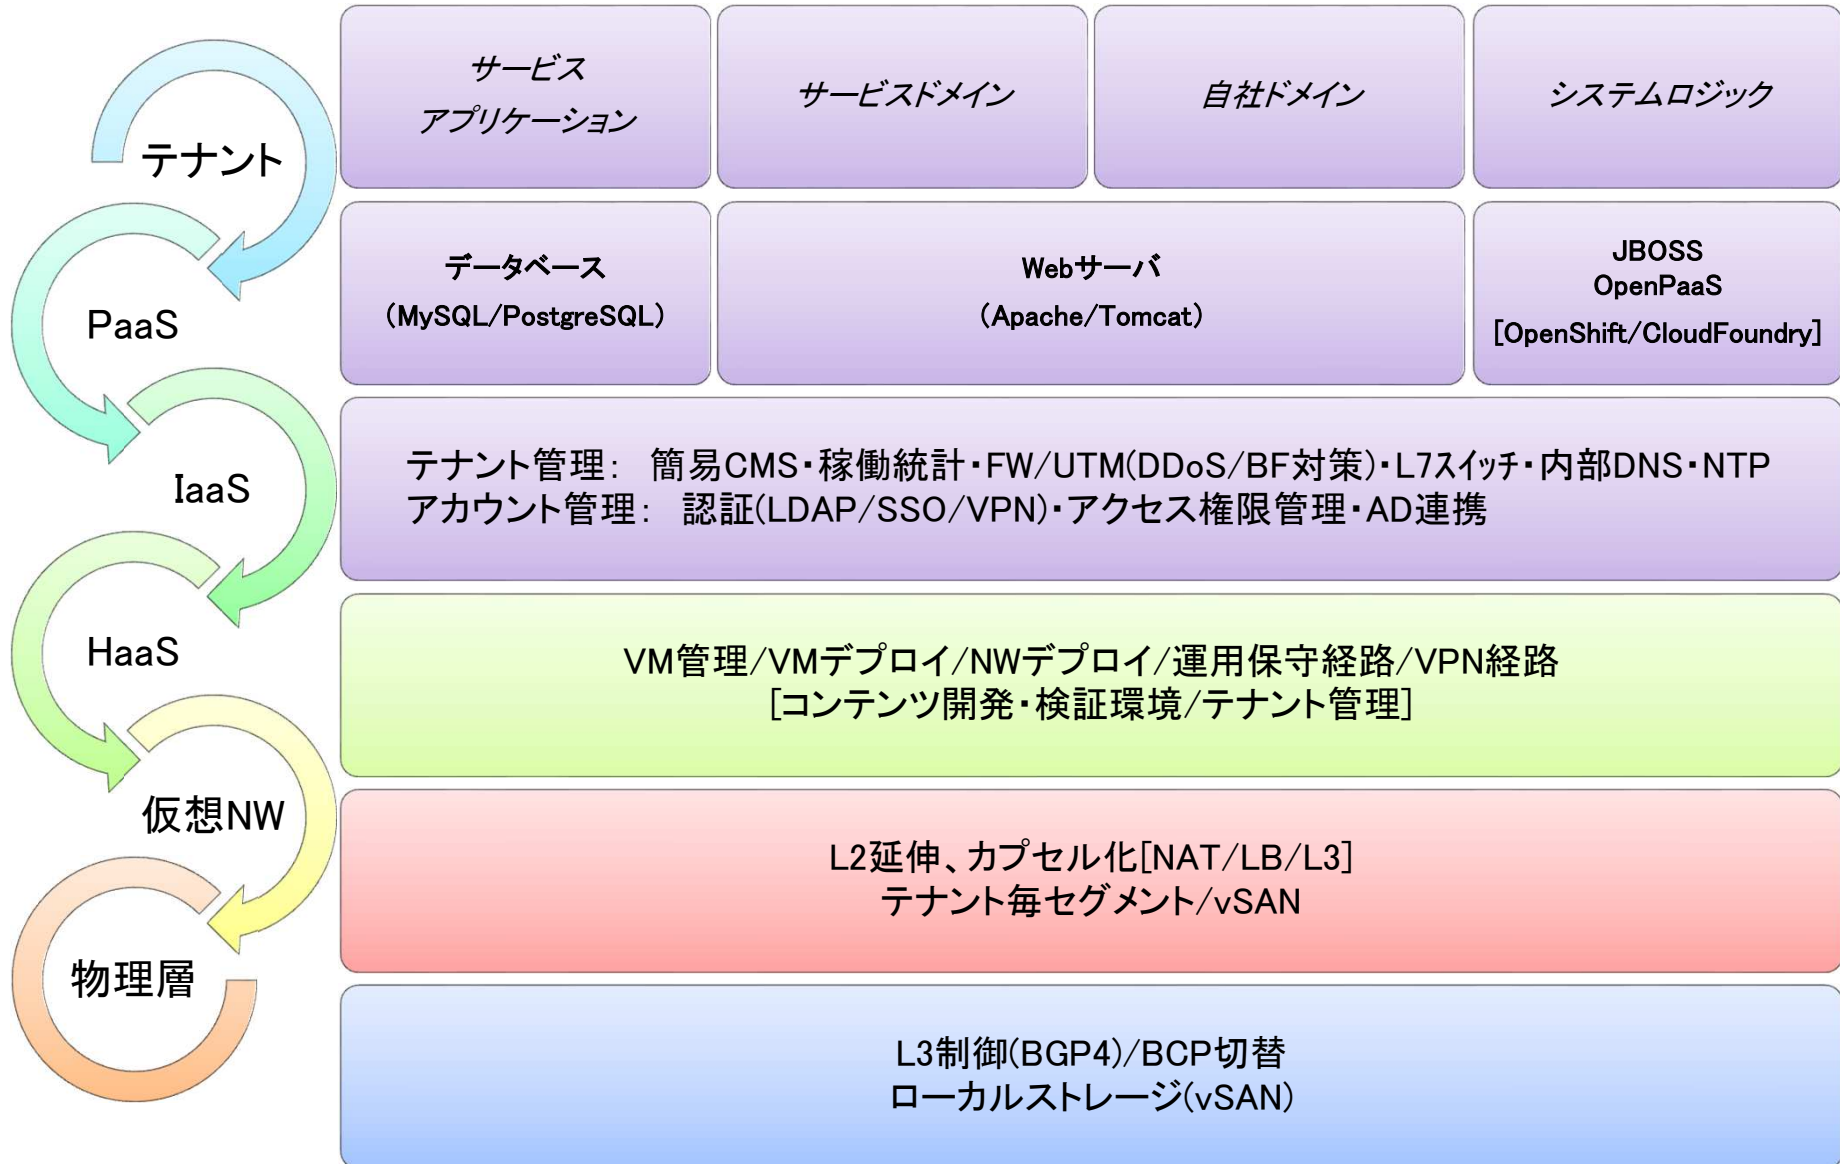 テナント
サービス
アプリケーション
サービスドメイン
自社ドメイン
システムロジック
PaaS
データベース
(MySQL/PostgreSQL)
Webサーバ
(Apache/Tomcat)
JBOSS
OpenPaaS
[OpenShift/CloudFoundry]
IaaS
テナント管理： 簡易CMS・稼働統計・FW/UTM(DDoS/BF対策)・L7スイッチ・内部DNS・NTP
アカウント管理： 認証(LDAP/SSO/VPN)・アクセス権限管理・AD連携
HaaS
VM管理/VMデプロイ/NWデプロイ/運用保守経路/VPN経路
[コンテンツ開発・検証環境/テナント管理]
仮想NW
L2延伸、カプセル化[NAT/LB/L3]
テナント毎セグメント/vSAN
物理層
L3制御(BGP4)/BCP切替
ローカルストレージ(vSAN)